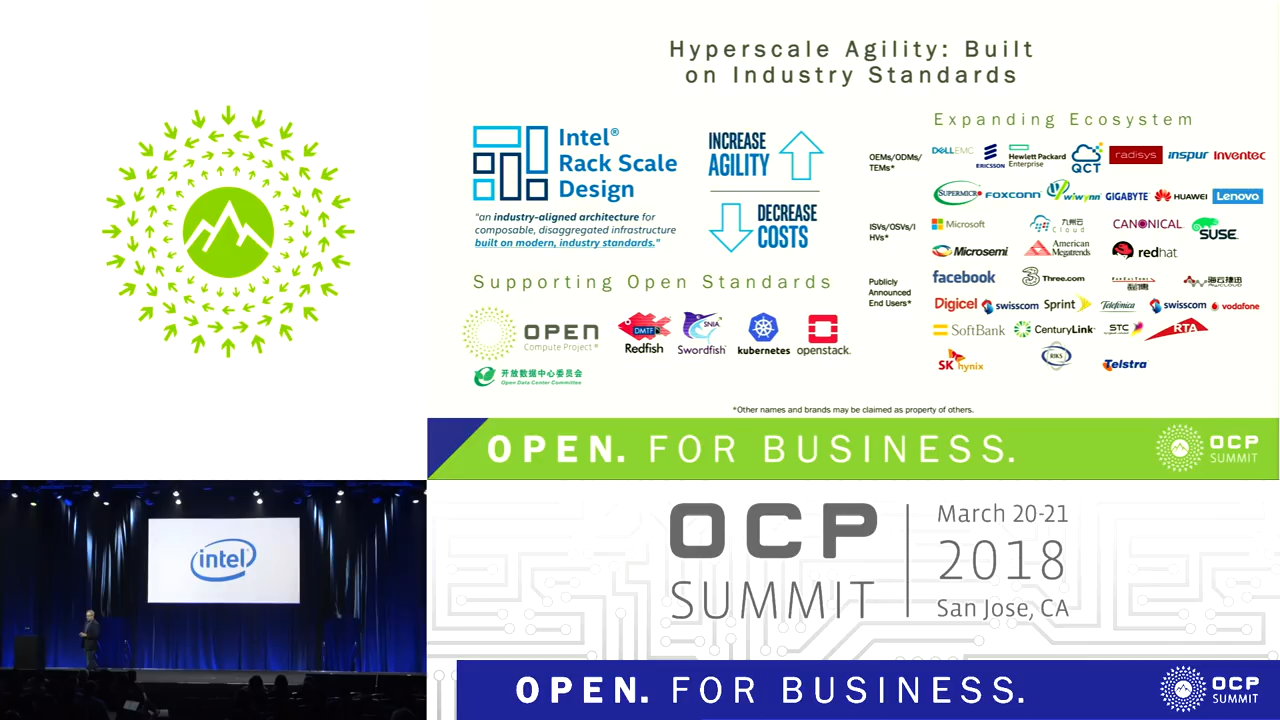 Hyperscale Agility: Built
on Industry Standards
Intel®
Rack Scale
Design
"an industry-aligned architecture for
composable, disaggregated infrastructure
built on modern, industry standards."
INCREASE
AGILITY
DECREASE
COSTS
Supporting Open Standards
OPEN
Compute Project®
DMTF
Redfish
SNIA
Swordfish
kubernetes
openstack.
开放数据中心委员会
Open Data Center Committee
Expanding Ecosystem
OEMs/ODMs/
TEMs*
DELLEMC
ERICSSON
Hewlett Packard
Enterprise
QCT
radisys
inspur
Inventec
SUPERMICR
FOXCONN
wiwynn
GIGABYTE
HUAWEI
Lenovo
ISVs/OSVs/I
HVs*
Microsoft
九州云
Cloud
CANONICAL
SUSE
Microsemi
American
Megatrends
redhat
Publicly
Announced
End Users*
facebook
Three.com
Digicel
swisscom
Sprint
Telefónica
swisscom
vodafone
SoftBank
CenturyLink
STC
RTA
SK hynix
RIKS
Telstra
*Other names and brands may be claimed as property of others.
OPEN. FOR BUSINESS.
OCP
SUMMIT
intel
OCP
SUMMIT
March 20-21
2018
San Jose, CA
OPEN. FOR BUSINESS.
OCP
SUMMIT